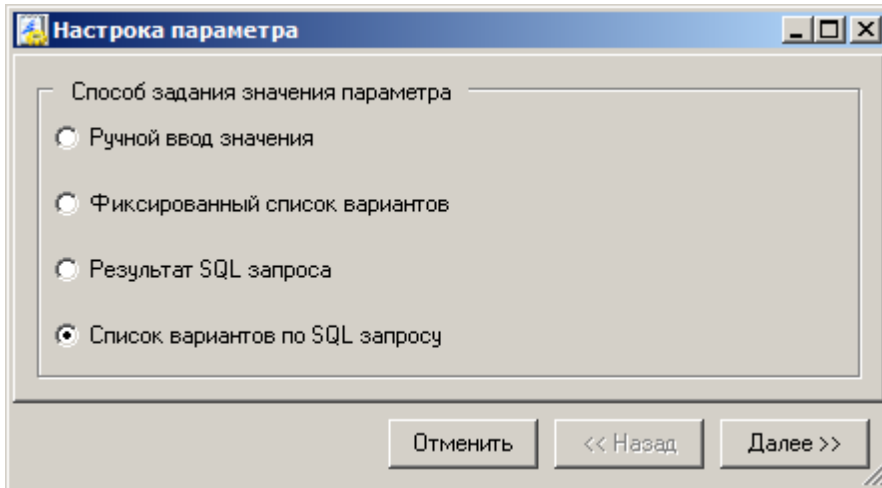 Настрока параметра
Способ задания значения параметра
Ручной ввод значения
Фиксированный список вариантов
Результат SQL запроса
Список вариантов по SQL запросу
Отменить << Назад Далее >>